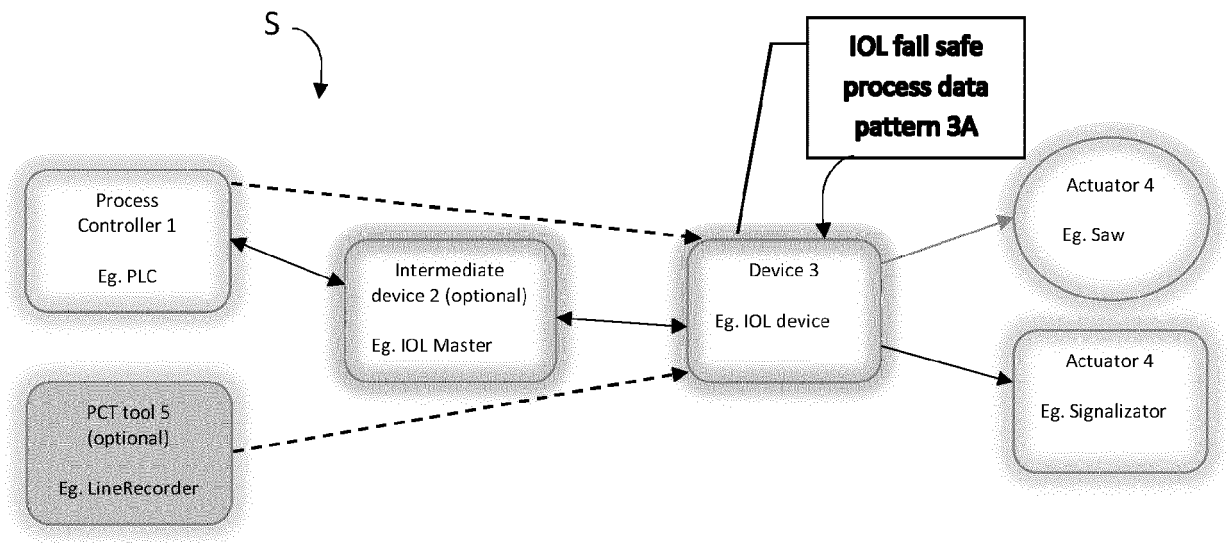 S
IOL fail safe
process data
pattern 3A
Process
Controller 1
Eg. PLC
Intermediate
device 2 (optional)
Eg. IOL Master
Device 3
Eg. IOL device
Actuator 4
Eg. Saw
Actuator 4
Eg. Signalizator
PCT tool 5
(optional)
Eg. LineRecorder